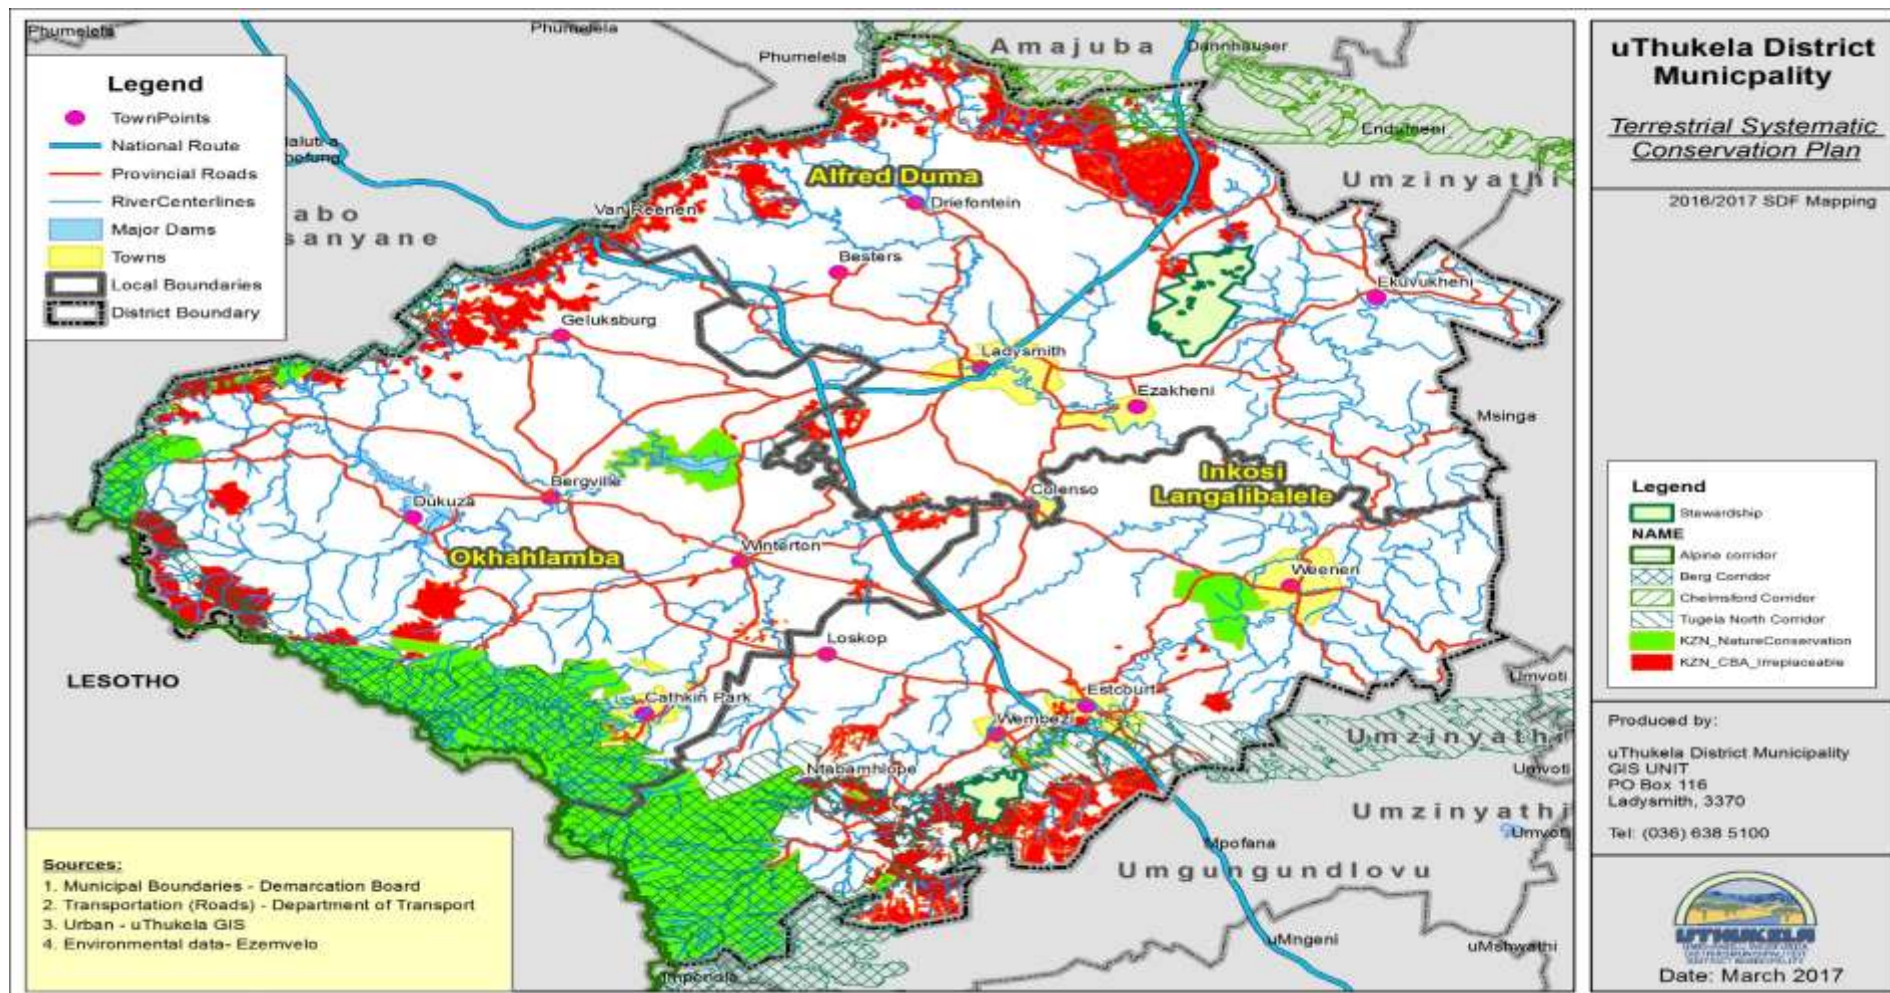 Phumelela
Phumelela
Phumelela
Amajuba
Dannhauser
Legend
TownPoints
National Route
Provincial Roads
RiverCenterlines
Major Dams
Towns
Local Boundaries
District Boundary
Endumeni
Umzinyathi
Alfred Duma
Driefontein
Van Reenen
abo
sanyane
Besters
Ekuvukheni
Geluksburg
Ladysmith
Ezakheni
Msinga
Inkosi
Langalibalele
Bergville
Colenso
Dukuza
Okhahlamba
Winterton
Weenen
Loskop
LESOTHO
Cathkin Park
Estcourt
Wembezi
Umvoti
Umzinyathi
Ntabamhlope
Umvoti
Umzinyathi
Umvoti
Mpofana
Umgungundlovu
uMngeni
uMshwathi
Impendle
Sources:
1. Municipal Boundaries - Demarcation Board
2. Transportation (Roads) - Department of Transport
3. Urban - uThukela GIS
4. Environmental data- Ezemvelo
uThukela District
Municpality
Terrestrial Systematic
Conservation Plan
2016/2017 SDF Mapping
Legend
Stewardship
NAME
Alpine corridor
Berg Corridor
Chelmsford Corridor
Tugela North Corridor
KZN_NatureConservation
KZN_CBA_Irreplaceable
Produced by:
uThukela District Municipality
GIS UNIT
PO Box 116
Ladysmith, 3370
Tel: (036) 638 5100
UTHUKELA
DISTRICT MUNICIPALITY
Date: March 2017